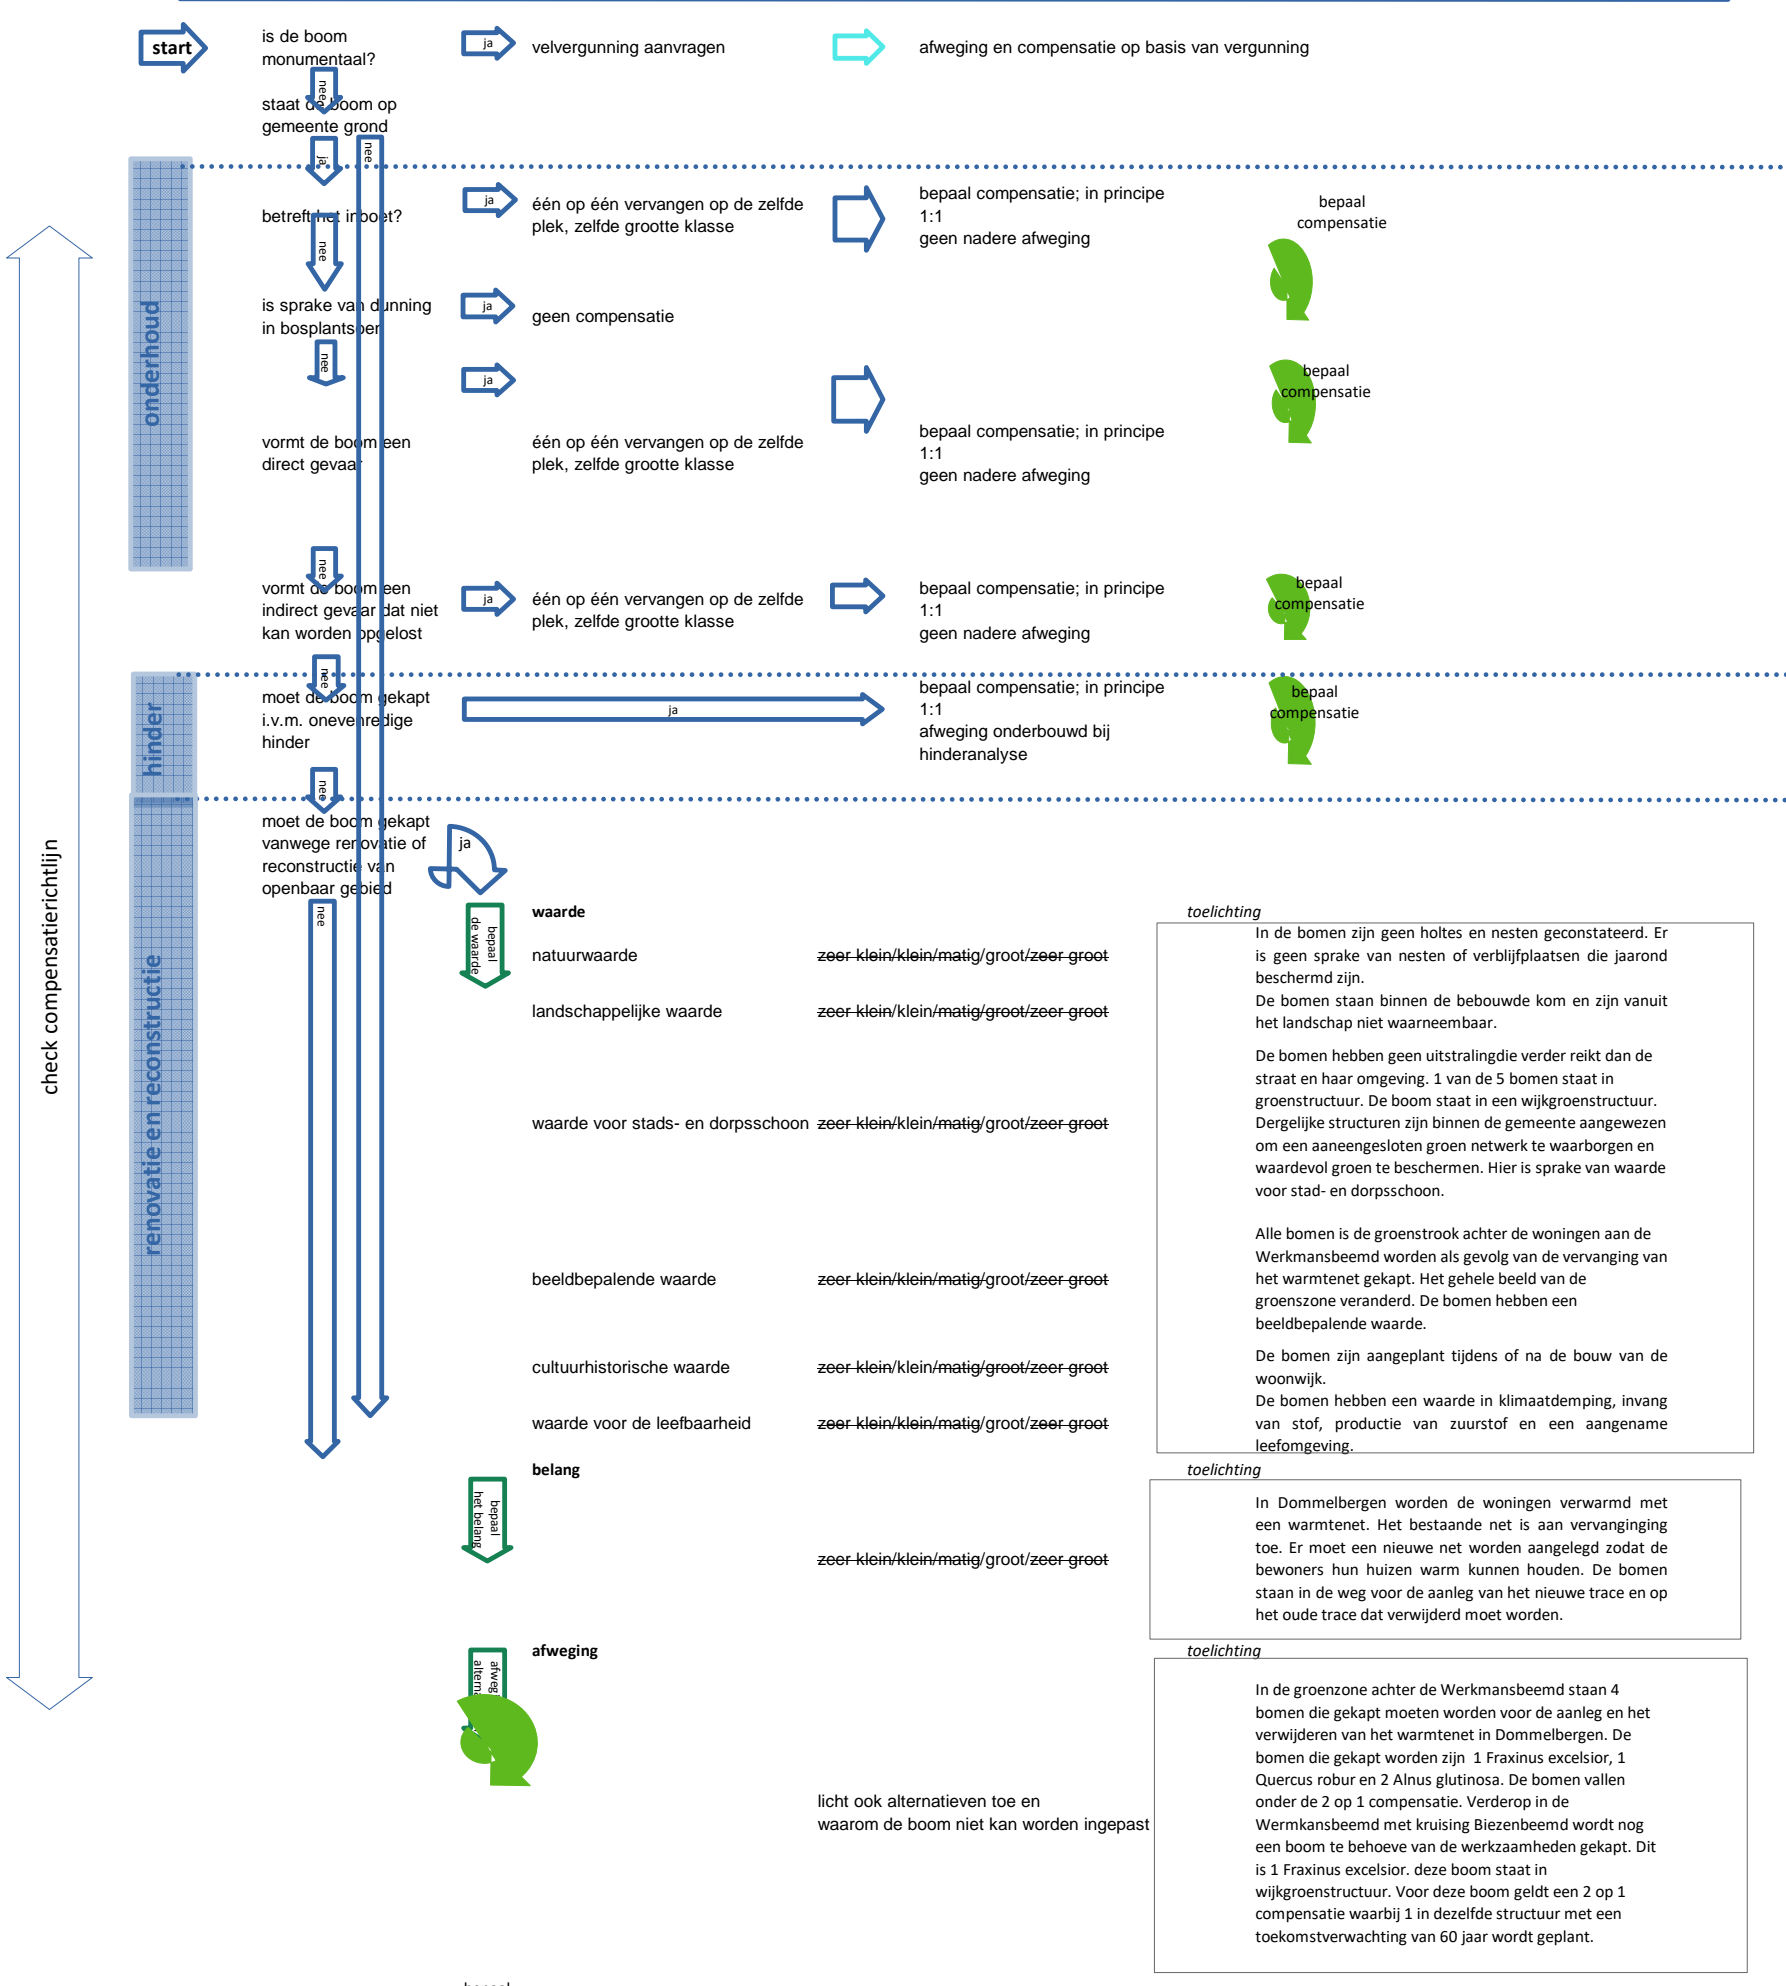 start
is de boom
monumentaal?
ja
velvergunning aanvragen
afweging en compensatie op basis van vergunning
nee
staat de boom op
gemeente grond
ja
nee
onderhoud
betreft het inboet?
ja
één op één vervangen op de zelfde
plek, zelfde grootte klasse
bepaal compensatie; in principe
1:1
geen nadere afweging
bepaal
compensatie
nee
is sprake van dunning
in bosplantsoen
ja
geen compensatie
nee
ja
vormt de boom een
direct gevaar
één op één vervangen op de zelfde
plek, zelfde grootte klasse
bepaal compensatie; in principe
1:1
geen nadere afweging
bepaal
compensatie
nee
vormt de boom een
indirect gevaar dat niet
kan worden opgelost
ja
één op één vervangen op de zelfde
plek, zelfde grootte klasse
bepaal compensatie; in principe
1:1
geen nadere afweging
bepaal
compensatie
nee
hinder
moet de boom gekapt
i.v.m. onevenredige
hinder
ja
bepaal compensatie; in principe
1:1
afweging onderbouwd bij
hinderanalyse
bepaal
compensatie
nee
check compensatierichtlijn
renovatie en reconstructie
moet de boom gekapt
vanwege renovatie of
reconstructie van
openbaar gebied
ja
nee
bepaal
de waarde
waarde
toelichting
natuurwaarde
zeer klein/klein/matig/groot/zeer groot
In de bomen zijn geen holtes en nesten geconstateerd. Er
is geen sprake van nesten of verblijfplaatsen die jaarond
beschermd zijn.
landschappelijke waarde
zeer klein/klein/matig/groot/zeer groot
De bomen staan binnen de bebouwde kom en zijn vanuit
het landschap niet waarneembaar.
waarde voor stads- en dorpsschoon
zeer klein/klein/matig/groot/zeer groot
De bomen hebben geen uitstralingdie verder reikt dan de
straat en haar omgeving. 1 van de 5 bomen staat in
groenstructuur. De boom staat in een wijkgroenstructuur.
Dergelijke structuren zijn binnen de gemeente aangewezen
om een aaneengesloten groen netwerk te waarborgen en
waardevol groen te beschermen. Hier is sprake van waarde
voor stad- en dorpsschoon.
beeldbepalende waarde
zeer klein/klein/matig/groot/zeer groot
Alle bomen is de groenstrook achter de woningen aan de
Werkmansbeemd worden als gevolg van de vervanging van
het warmtenet gekapt. Het gehele beeld van de
groenszone veranderd. De bomen hebben een
beeldbepalende waarde.
cultuurhistorische waarde
zeer klein/klein/matig/groot/zeer groot
De bomen zijn aangeplant tijdens of na de bouw van de
woonwijk.
waarde voor de leefbaarheid
zeer klein/klein/matig/groot/zeer groot
De bomen hebben een waarde in klimaatdemping, invang
van stof, productie van zuurstof en een aangename
leefomgeving.
belang
toelichting
bepaal
het belang
zeer klein/klein/matig/groot/zeer groot
In Dommelbergen worden de woningen verwarmd met
een warmtenet. Het bestaande net is aan vervanginging
toe. Er moet een nieuwe net worden aangelegd zodat de
bewoners hun huizen warm kunnen houden. De bomen
staan in de weg voor de aanleg van het nieuwe trace en op
het oude trace dat verwijderd moet worden.
afweging
toelichting
licht ook alternatieven toe en
waarom de boom niet kan worden ingepast
In de groenzone achter de Werkmansbeemd staan 4
bomen die gekapt moeten worden voor de aanleg en het
verwijderen van het warmtenet in Dommelbergen. De
bomen die gekapt worden zijn 1 Fraxinus excelsior, 1
Quercus robur en 2 Alnus glutinosa. De bomen vallen
onder de 2 op 1 compensatie. Verderop in de
Wermkansbeemd met kruising Biezenbeemd wordt nog
een boom te behoeve van de werkzaamheden gekapt. Dit
is 1 Fraxinus excelsior. deze boom staat in
wijkgroenstructuur. Voor deze boom geldt een 2 op 1
compensatie waarbij 1 in dezelfde structuur met een
toekomstverwachting van 60 jaar wordt geplant.